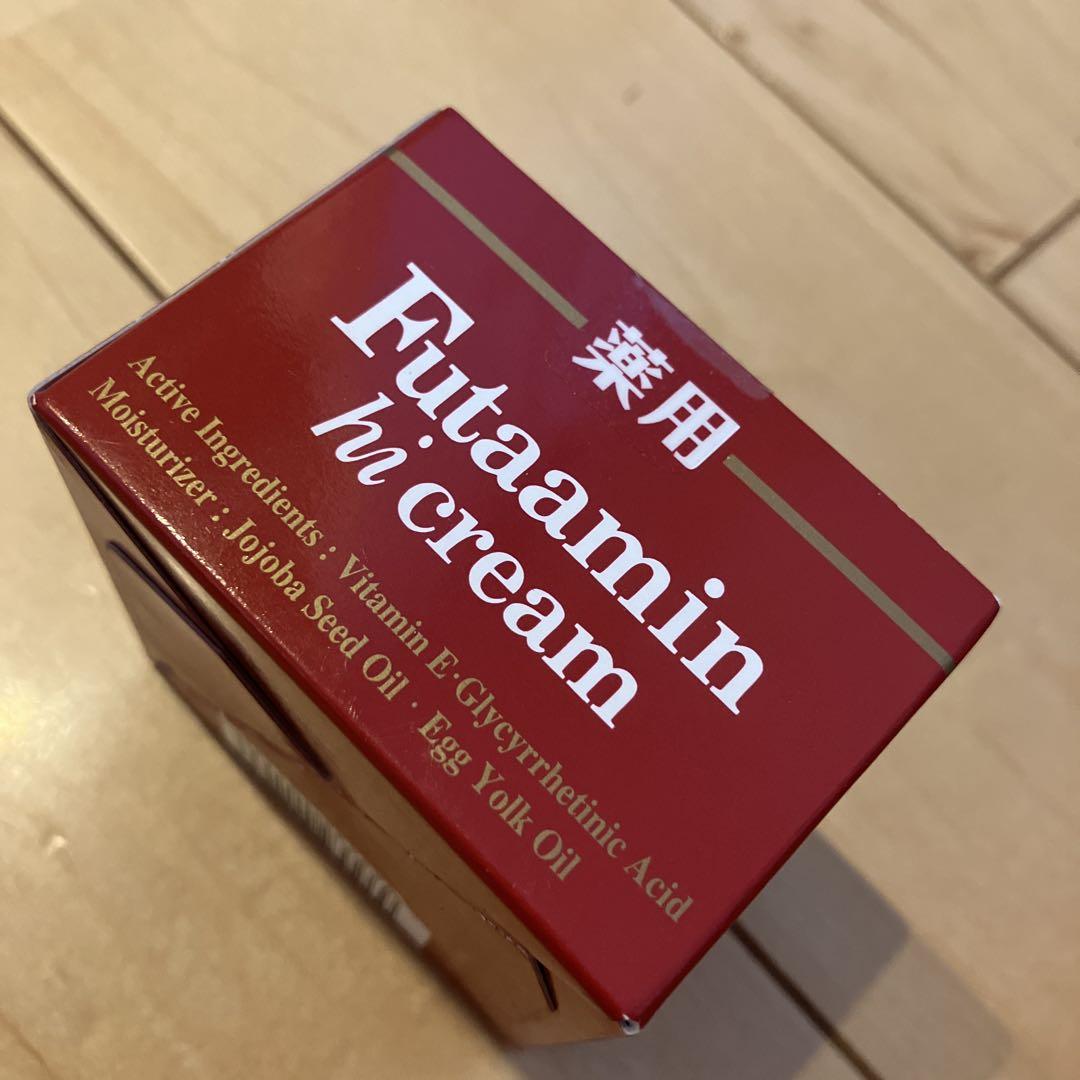 薬用
Futaamin
hi cream
Active Ingredients : Vitamin E·Glycyrrhetinic Acid
Moisturizer : Jojoba Seed Oil · Egg Yolk Oil